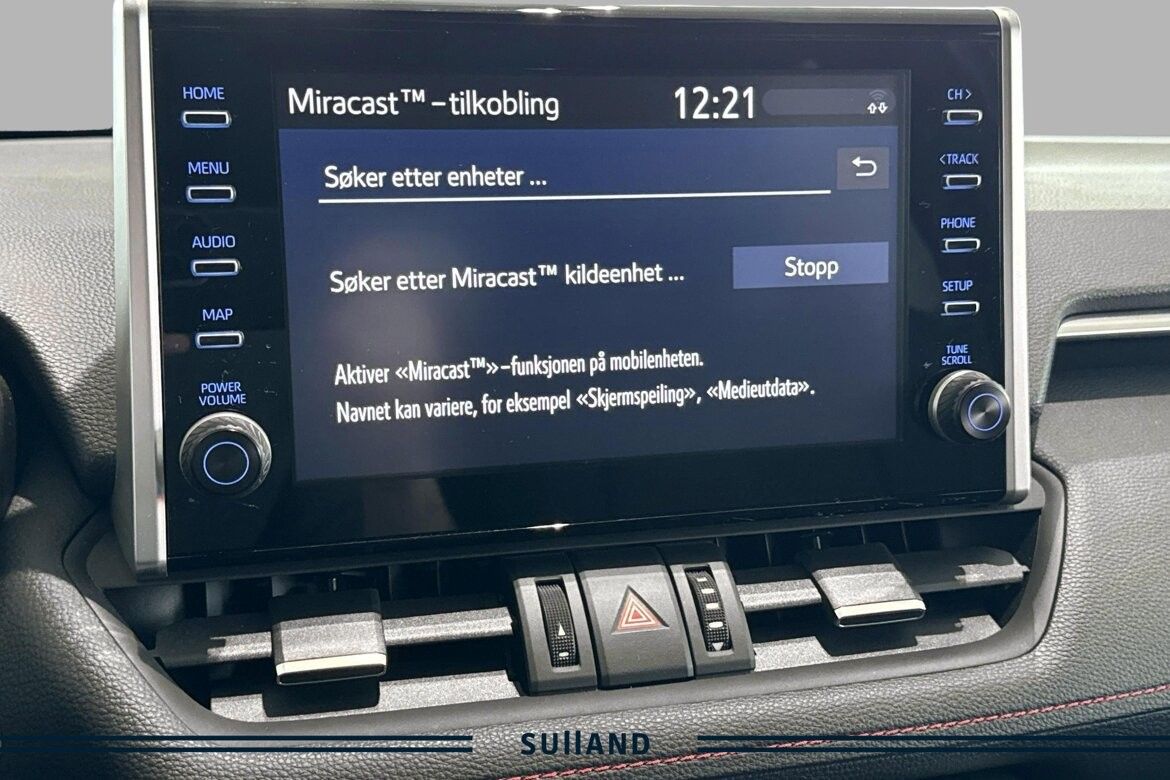 HOME
MENU
AUDIO
MAP
POWER
VOLUME
Miracast™ –tilkobling
12:21
Søker etter enheter ...
Søker etter Miracast™ kildeenhet ...
Stopp
Aktiver «Miracast™»–funksjonen på mobilenheten.
Navnet kan variere, for eksempel «Skjermspeiling», «Medieutdata».
CH >
< TRACK
PHONE
SETUP
TUNE
SCROLL
SULLAND